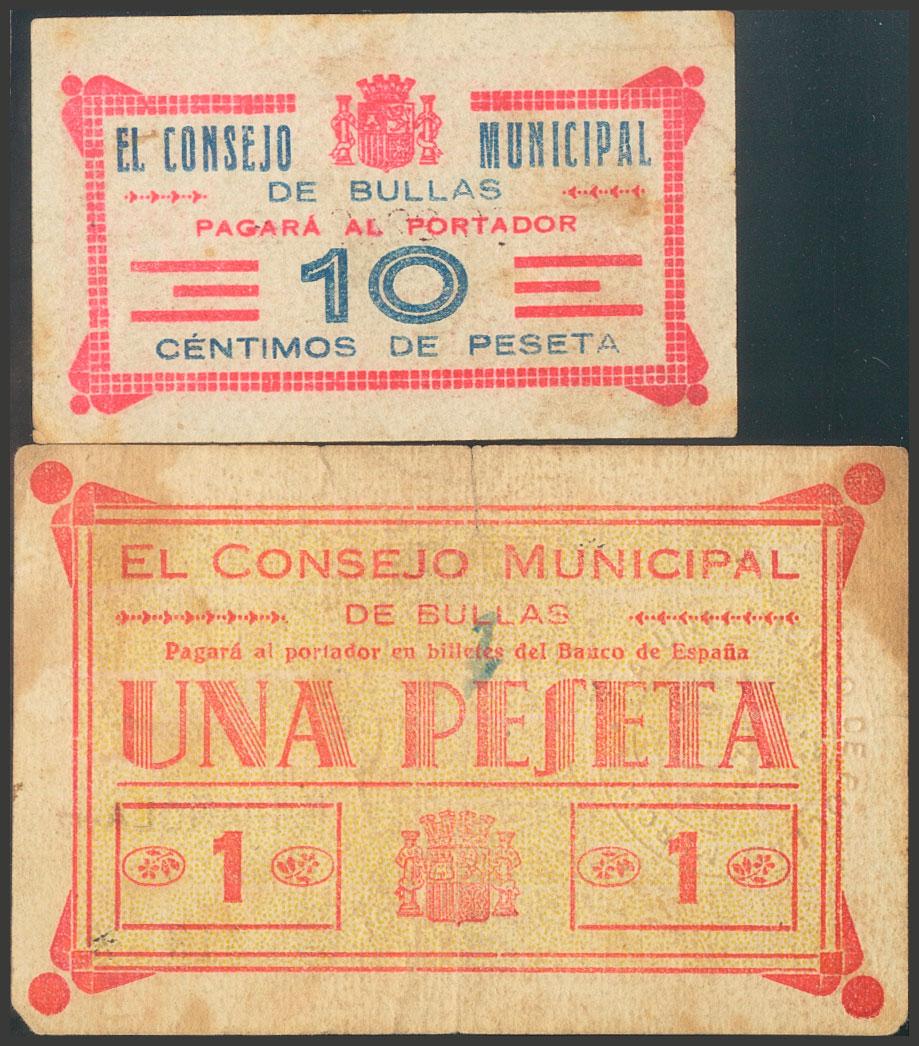 EL CONSEJO MUNICIPAL
DE BULLAS
PAGARÁ AL PORTADOR
10
CÉNTIMOS DE PESETA
EL CONSEJO MUNICIPAL
DE BULLAS
Pagará al portador en billetes del Banco de España
UNA PESETA
1 1